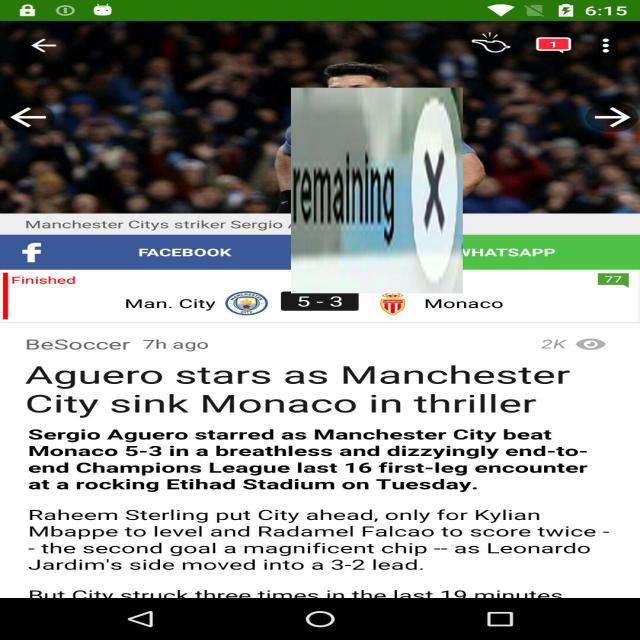 6:15
1
remaining X
Manchester Citys striker Sergio
FACEBOOK
WHATSAPP
Finished
77
Man. City 5 - 3 Monaco
BeSoccer 7h ago
2K
Aguero stars as Manchester
City sink Monaco in thriller
Sergio Aguero starred as Manchester City beat
Monaco 5-3 in a breathless and dizzyingly end-to-
end Champions League last 16 first-leg encounter
at a rocking Etihad Stadium on Tuesday.
Raheem Sterling put City ahead, only for Kylian
Mbappe to level and Radamel Falcao to score twice -
- the second goal a magnificent chip -- as Leonardo
Jardim's side moved into a 3-2 lead.
But City struck three times in the last 19 minutes